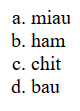 a. miau
b. ham
c. chit
d. bau